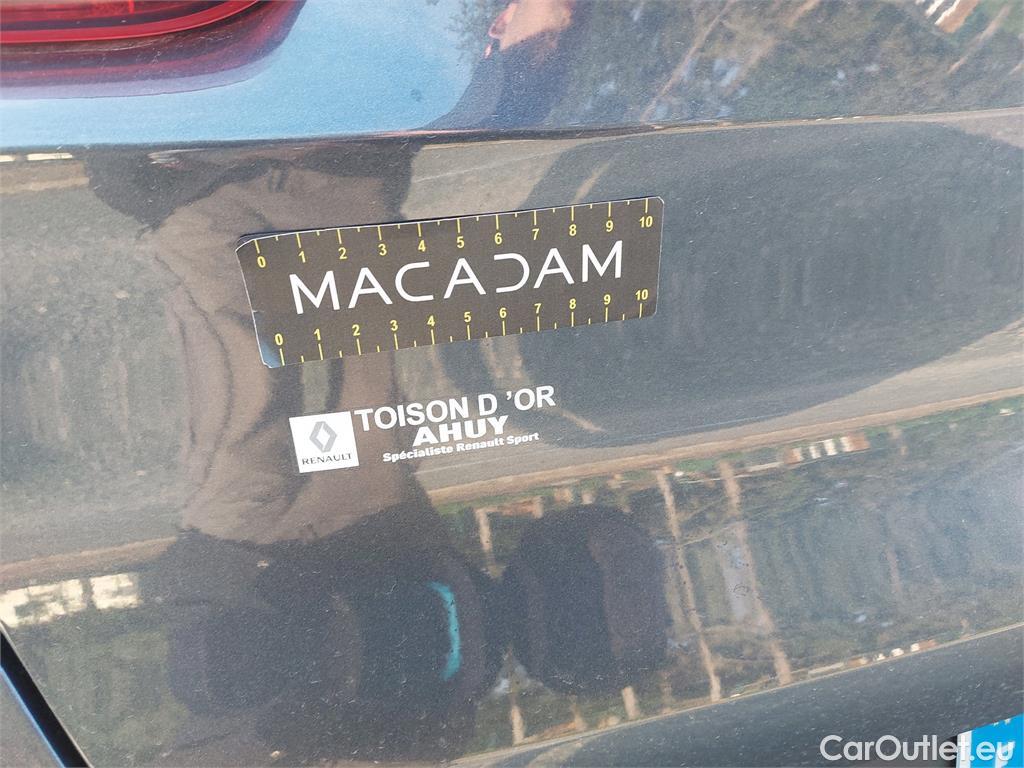 0 1 2 3 4 5 6 7 8 9 10
MACADAM
0 1 2 3 4 5 6 7 8 9 10
TOISON D 'OR
AHUY
Spécialiste Renault Sport
RENAULT
CarOutlet.eu